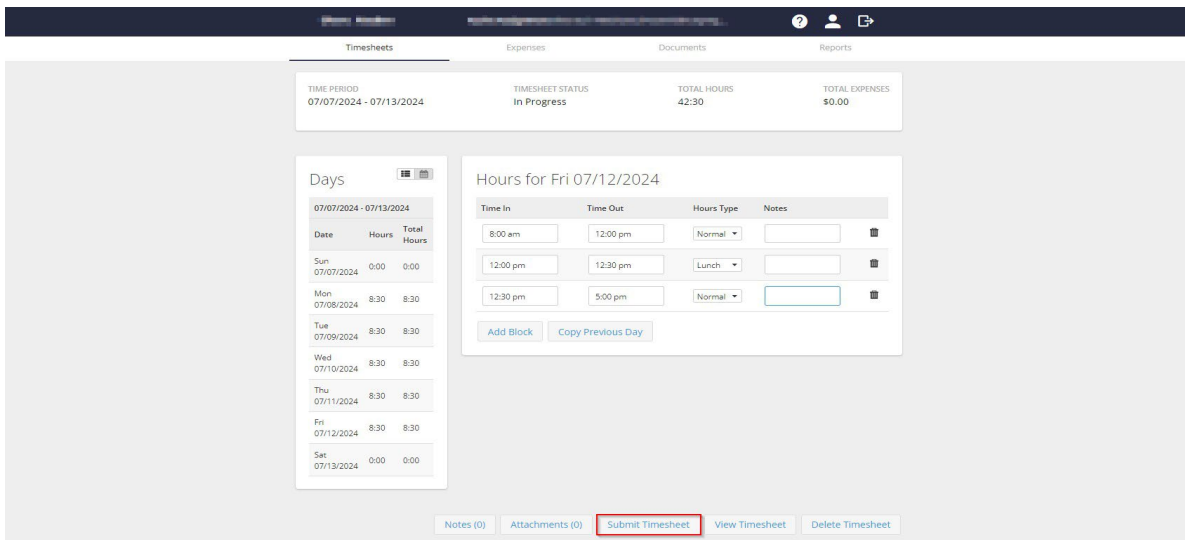 Timesheets Expenses Documents Reports
TIME PERIOD TIMESHEET STATUS TOTAL HOURS TOTAL EXPENSES
07/07/2024 - 07/13/2024 In Progress 42:30 $0.00
Days
07/07/2024 - 07/13/2024
Date Hours Total Hours
Sun 07/07/2024 0:00 0:00
Mon 07/08/2024 8:30 8:30
Tue 07/09/2024 8:30 8:30
Wed 07/10/2024 8:30 8:30
Thu 07/11/2024 8:30 8:30
Fri 07/12/2024 8:30 8:30
Sat 07/13/2024 0:00 0:00
Hours for Fri 07/12/2024
Time In Time Out Hours Type Notes
8:00 am 12:00 pm Normal
12:00 pm 12:30 pm Lunch
12:30 pm 5:00 pm Normal
Add Block Copy Previous Day
Notes (0) Attachments (0) Submit Timesheet View Timesheet Delete Timesheet